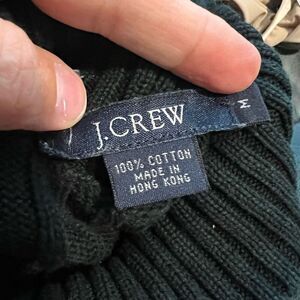 J.CREW
M
100% COTTON
MADE IN
HONG KONG